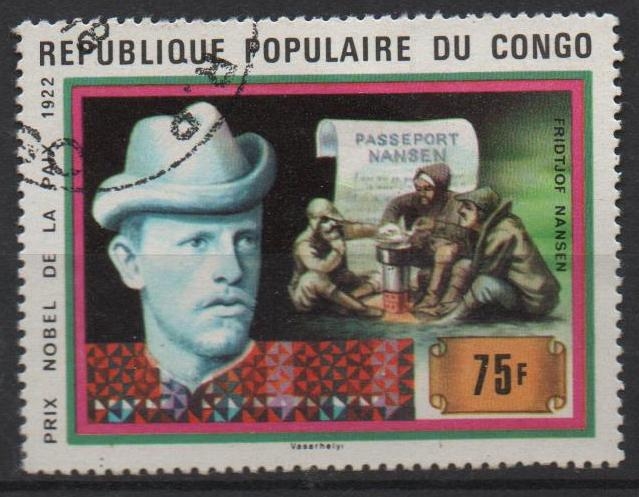 REPUBLIQUE POPULAIRE DU CONGO
PRIX NOBEL DE LA PAIX 1922
PASSEPORT
NANSEN
FRIDTJOF NANSEN
75F
Vasarhelyi